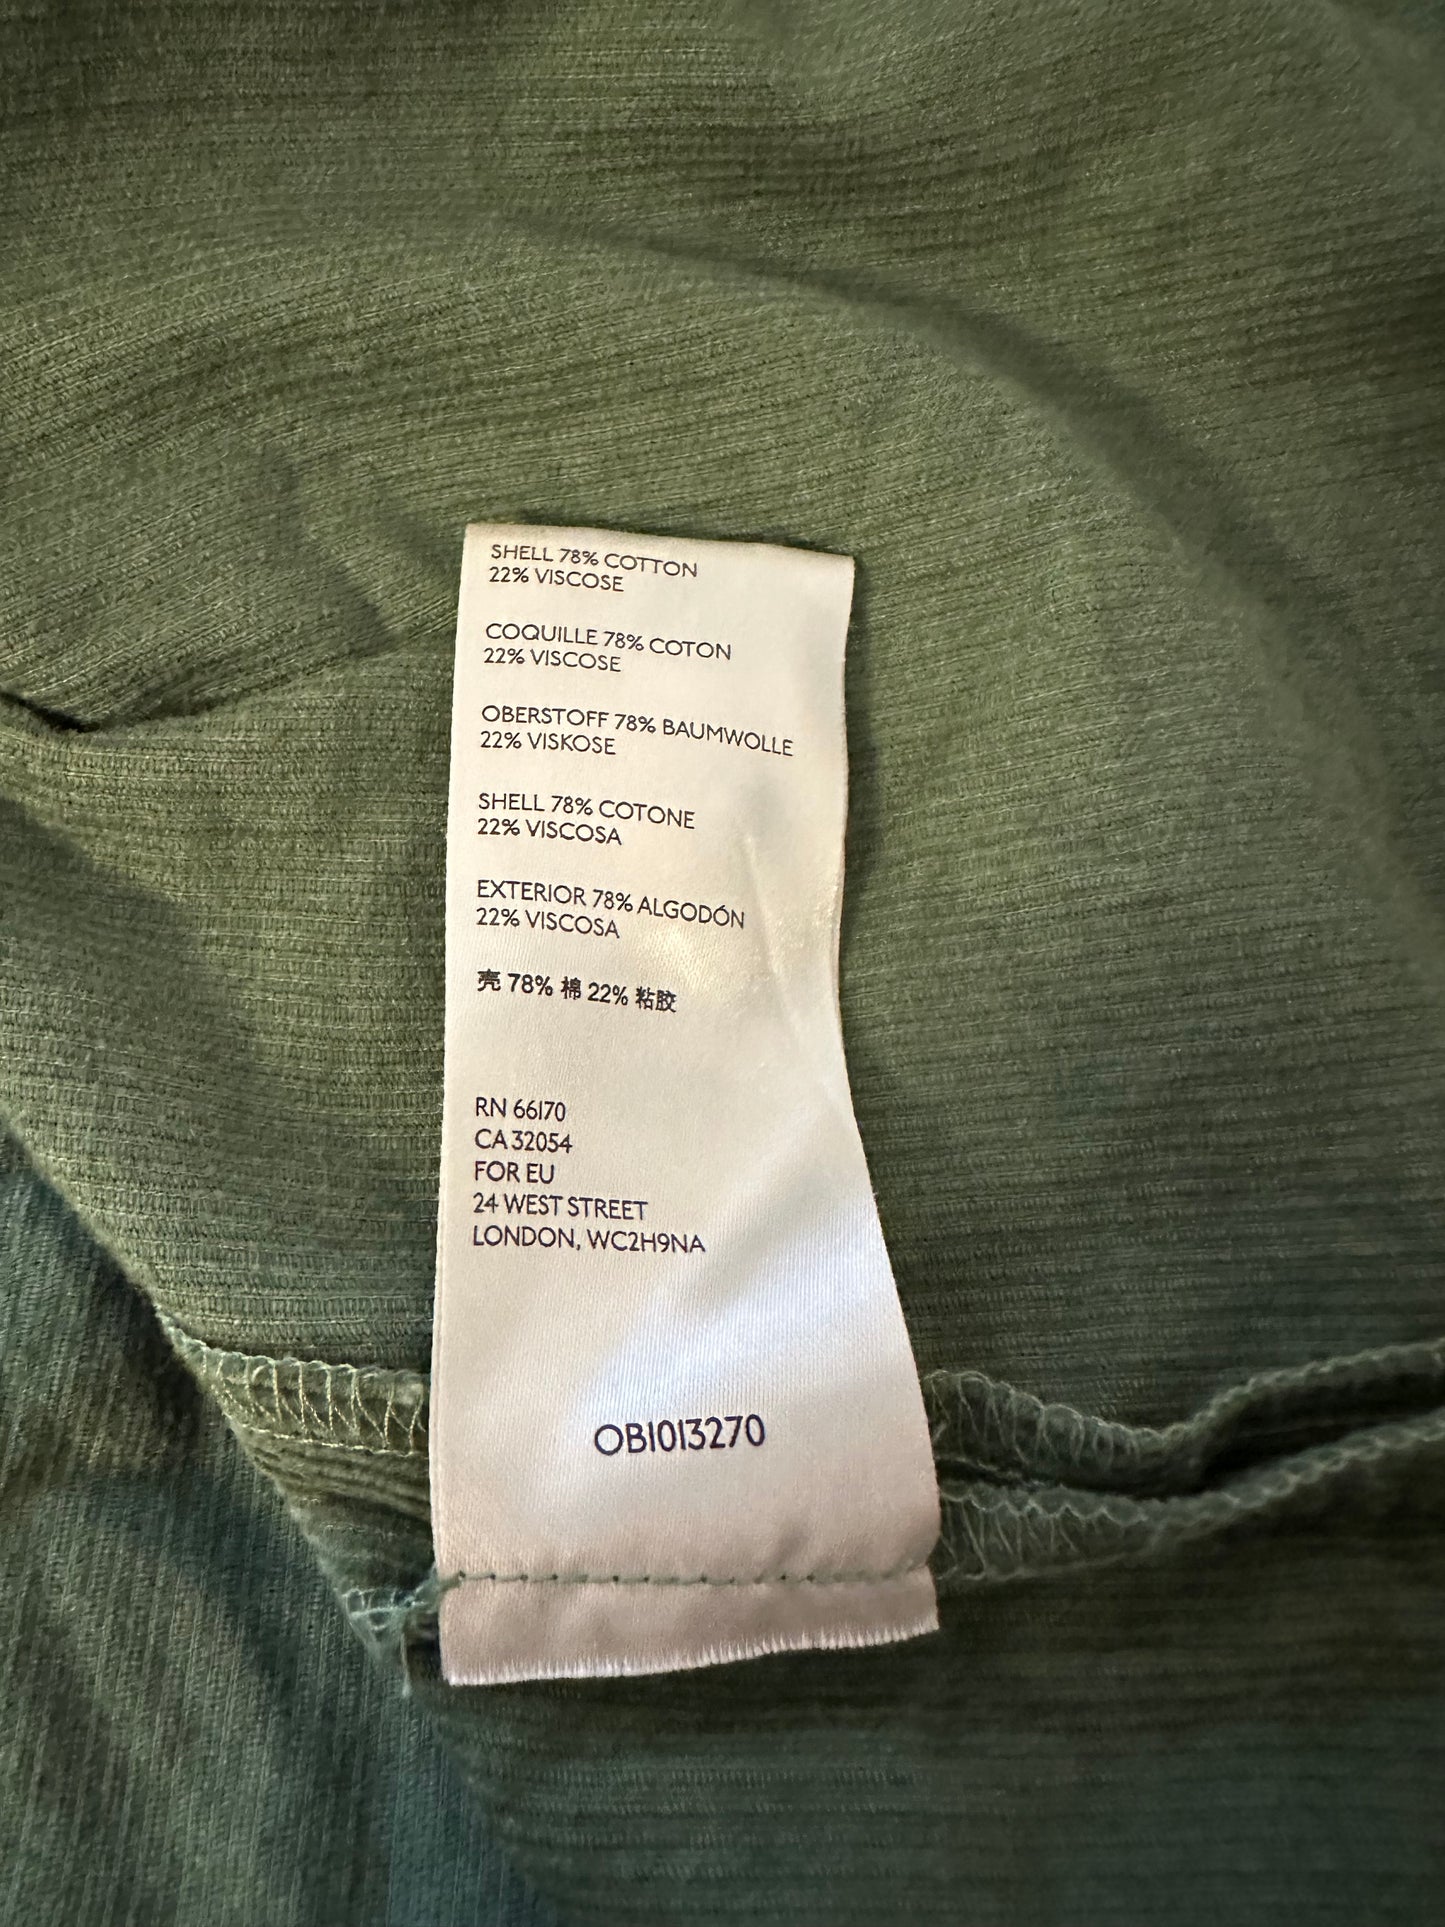 SHELL 78% COTTON
22% VISCOSE
COQUILLE 78% COTON
22% VISCOSE
OBERSTOFF 78% BAUMWOLLE
22% VISKOSE
SHELL 78% COTONE
22% VISCOSA
EXTERIOR 78% ALGODÓN
22% VISCOSA
壳 78% 棉 22% 粘胶
RN 66170
CA 32054
FOR EU
24 WEST STREET
LONDON, WC2H9NA
OB1013270